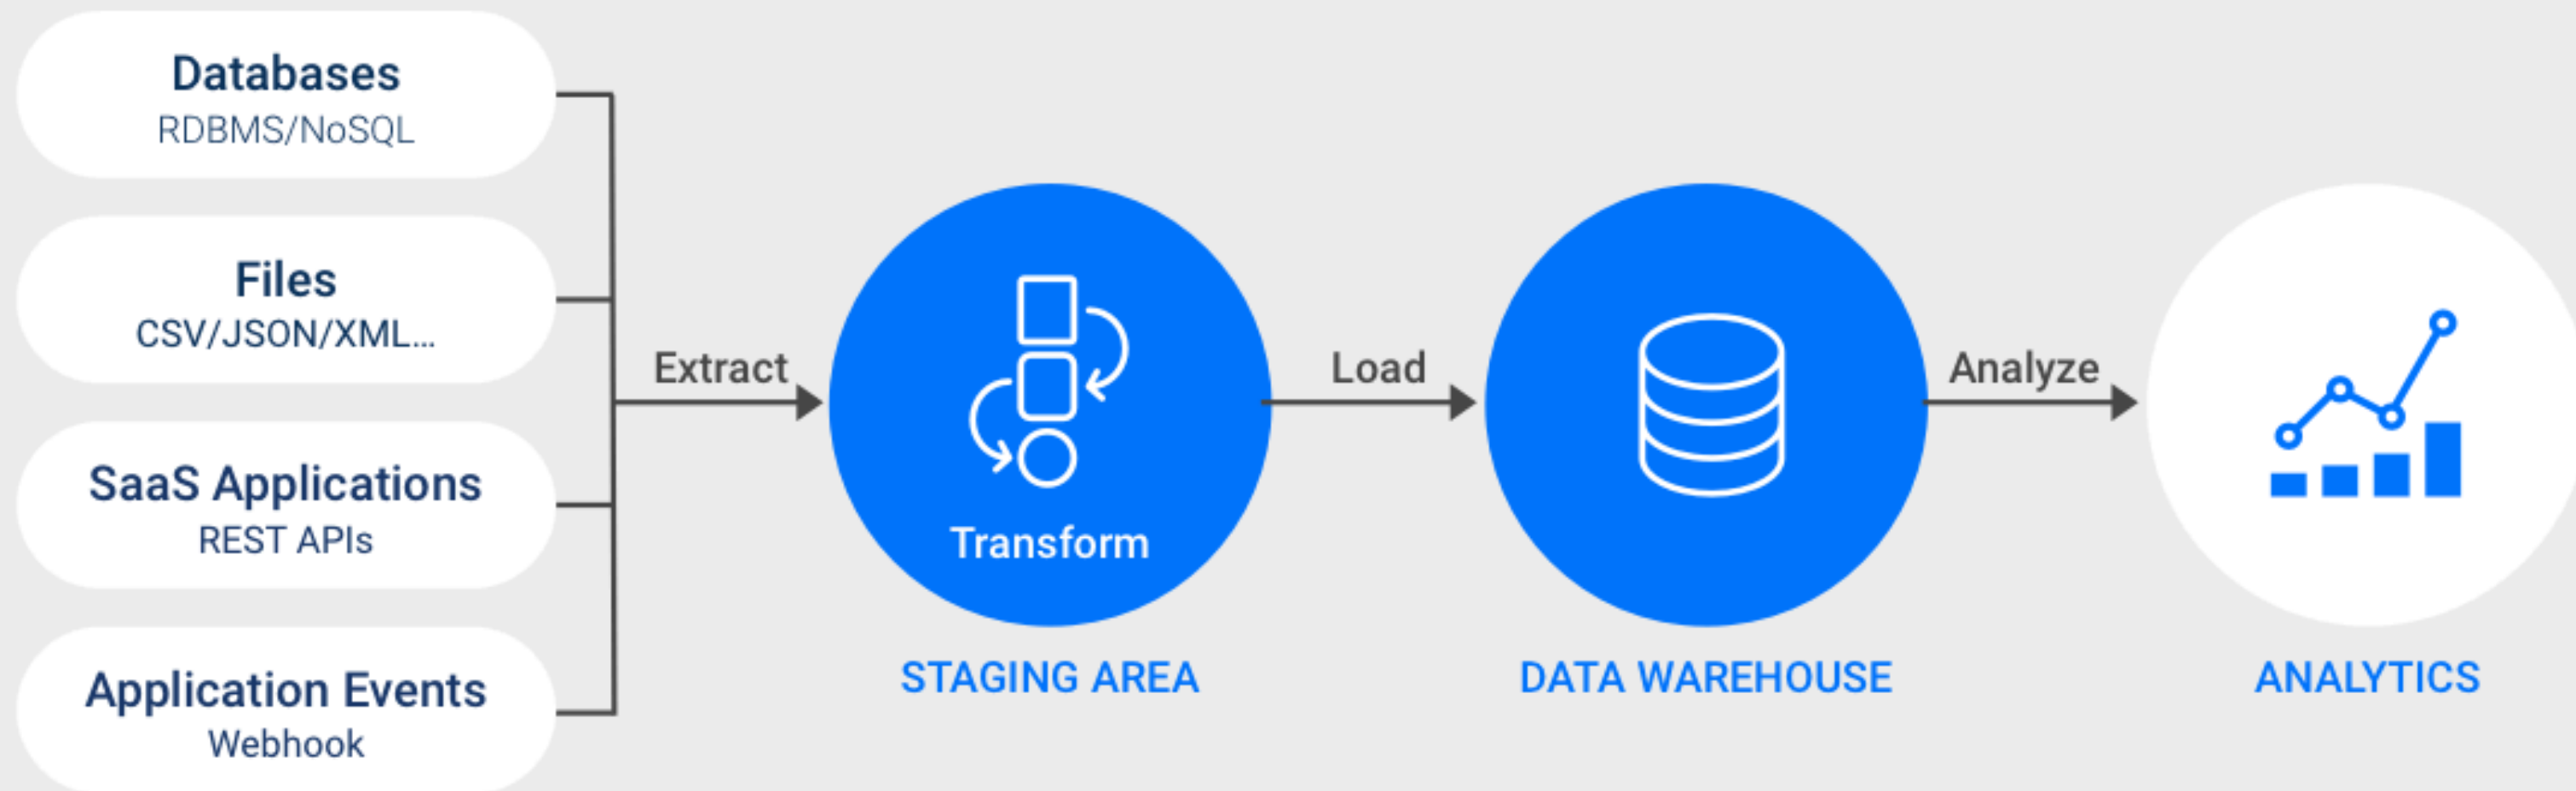 Databases
RDBMS/NoSQL
Files
CSV/JSON/XML...
SaaS Applications
REST APIs
Application Events
Webhook
Extract
Transform
STAGING AREA
Load
DATA WAREHOUSE
Analyze
ANALYTICS